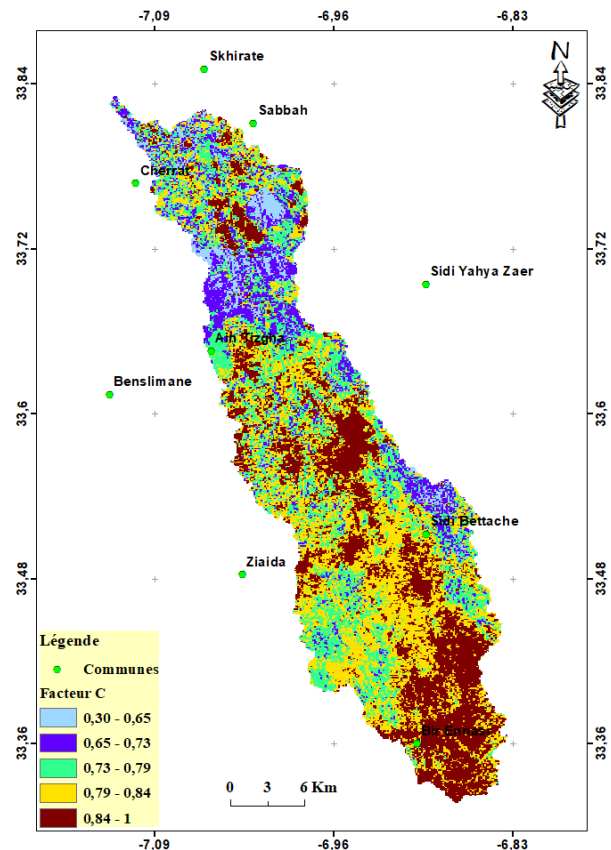 -7,09 -6,96 -6,83
N
Skhirate
33,84 33,84
Sabbah
Cherrat
33,72 33,72
Sidi Yahya Zaer
Ain Tizgha
Benslimane
33,6 33,6
Sidi Bettache
Ziaida
33,48 33,48
Légende
Communes
Facteur C
0,30 - 0,65
0,65 - 0,73
0,73 - 0,79
0,79 - 0,84
0,84 - 1
Bir Ennasr
33,36 33,36
0 3 6 Km
-7,09 -6,96 -6,83